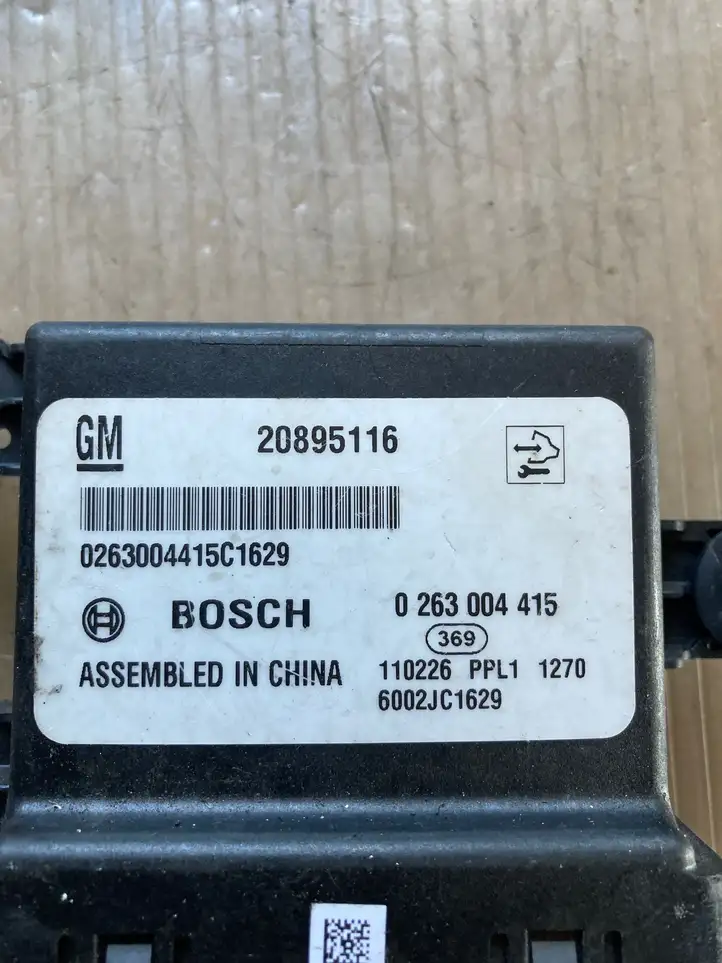 GM 20895116
0263004415C1629
BOSCH 0 263 004 415
369
ASSEMBLED IN CHINA 110226 PPL1 1270
6002JC1629